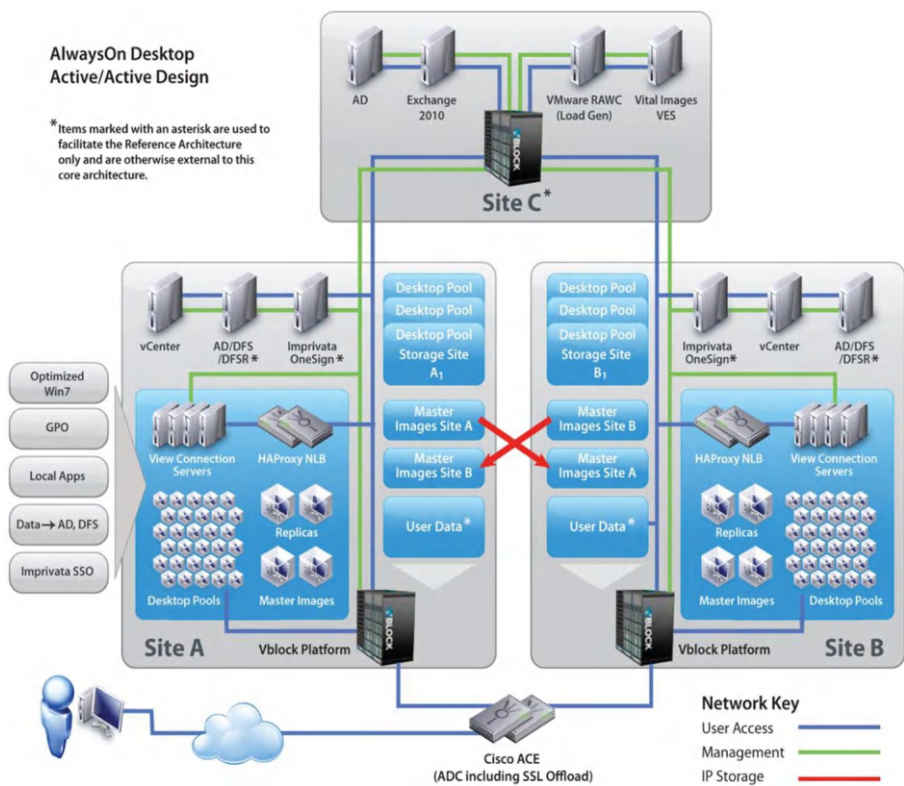 AlwaysOn Desktop
Active/Active Design
*Items marked with an asterisk are used to
facilitate the Reference Architecture
only and are otherwise external to this
core architecture.
AD
Exchange
2010
VMware RAWC
(Load Gen)
Vital Images
VES
BLOCK
Site C*
vCenter
AD/DFS
/DFSR*
Imprivata
OneSign*
Desktop Pool
Desktop Pool
Desktop Pool
Storage Site
A1
Master
Images Site A
Master
Images Site B
User Data*
Optimized
Win7
GPO
Local Apps
Data→AD, DFS
Imprivata SSO
View Connection
Servers
HAProxy NLB
Replicas
Desktop Pools
Master Images
Site A
Vblock Platform
BLOCK
Desktop Pool
Desktop Pool
Desktop Pool
Storage Site
B1
Master
Images Site B
Master
Images Site A
User Data*
Imprivata
OneSign*
vCenter
AD/DFS
/DFSR*
HAProxy NLB
View Connection
Servers
Replicas
Master Images
Desktop Pools
BLOCK
Vblock Platform
Site B
Cisco ACE
(ADC including SSL Offload)
Network Key
User Access
Management
IP Storage